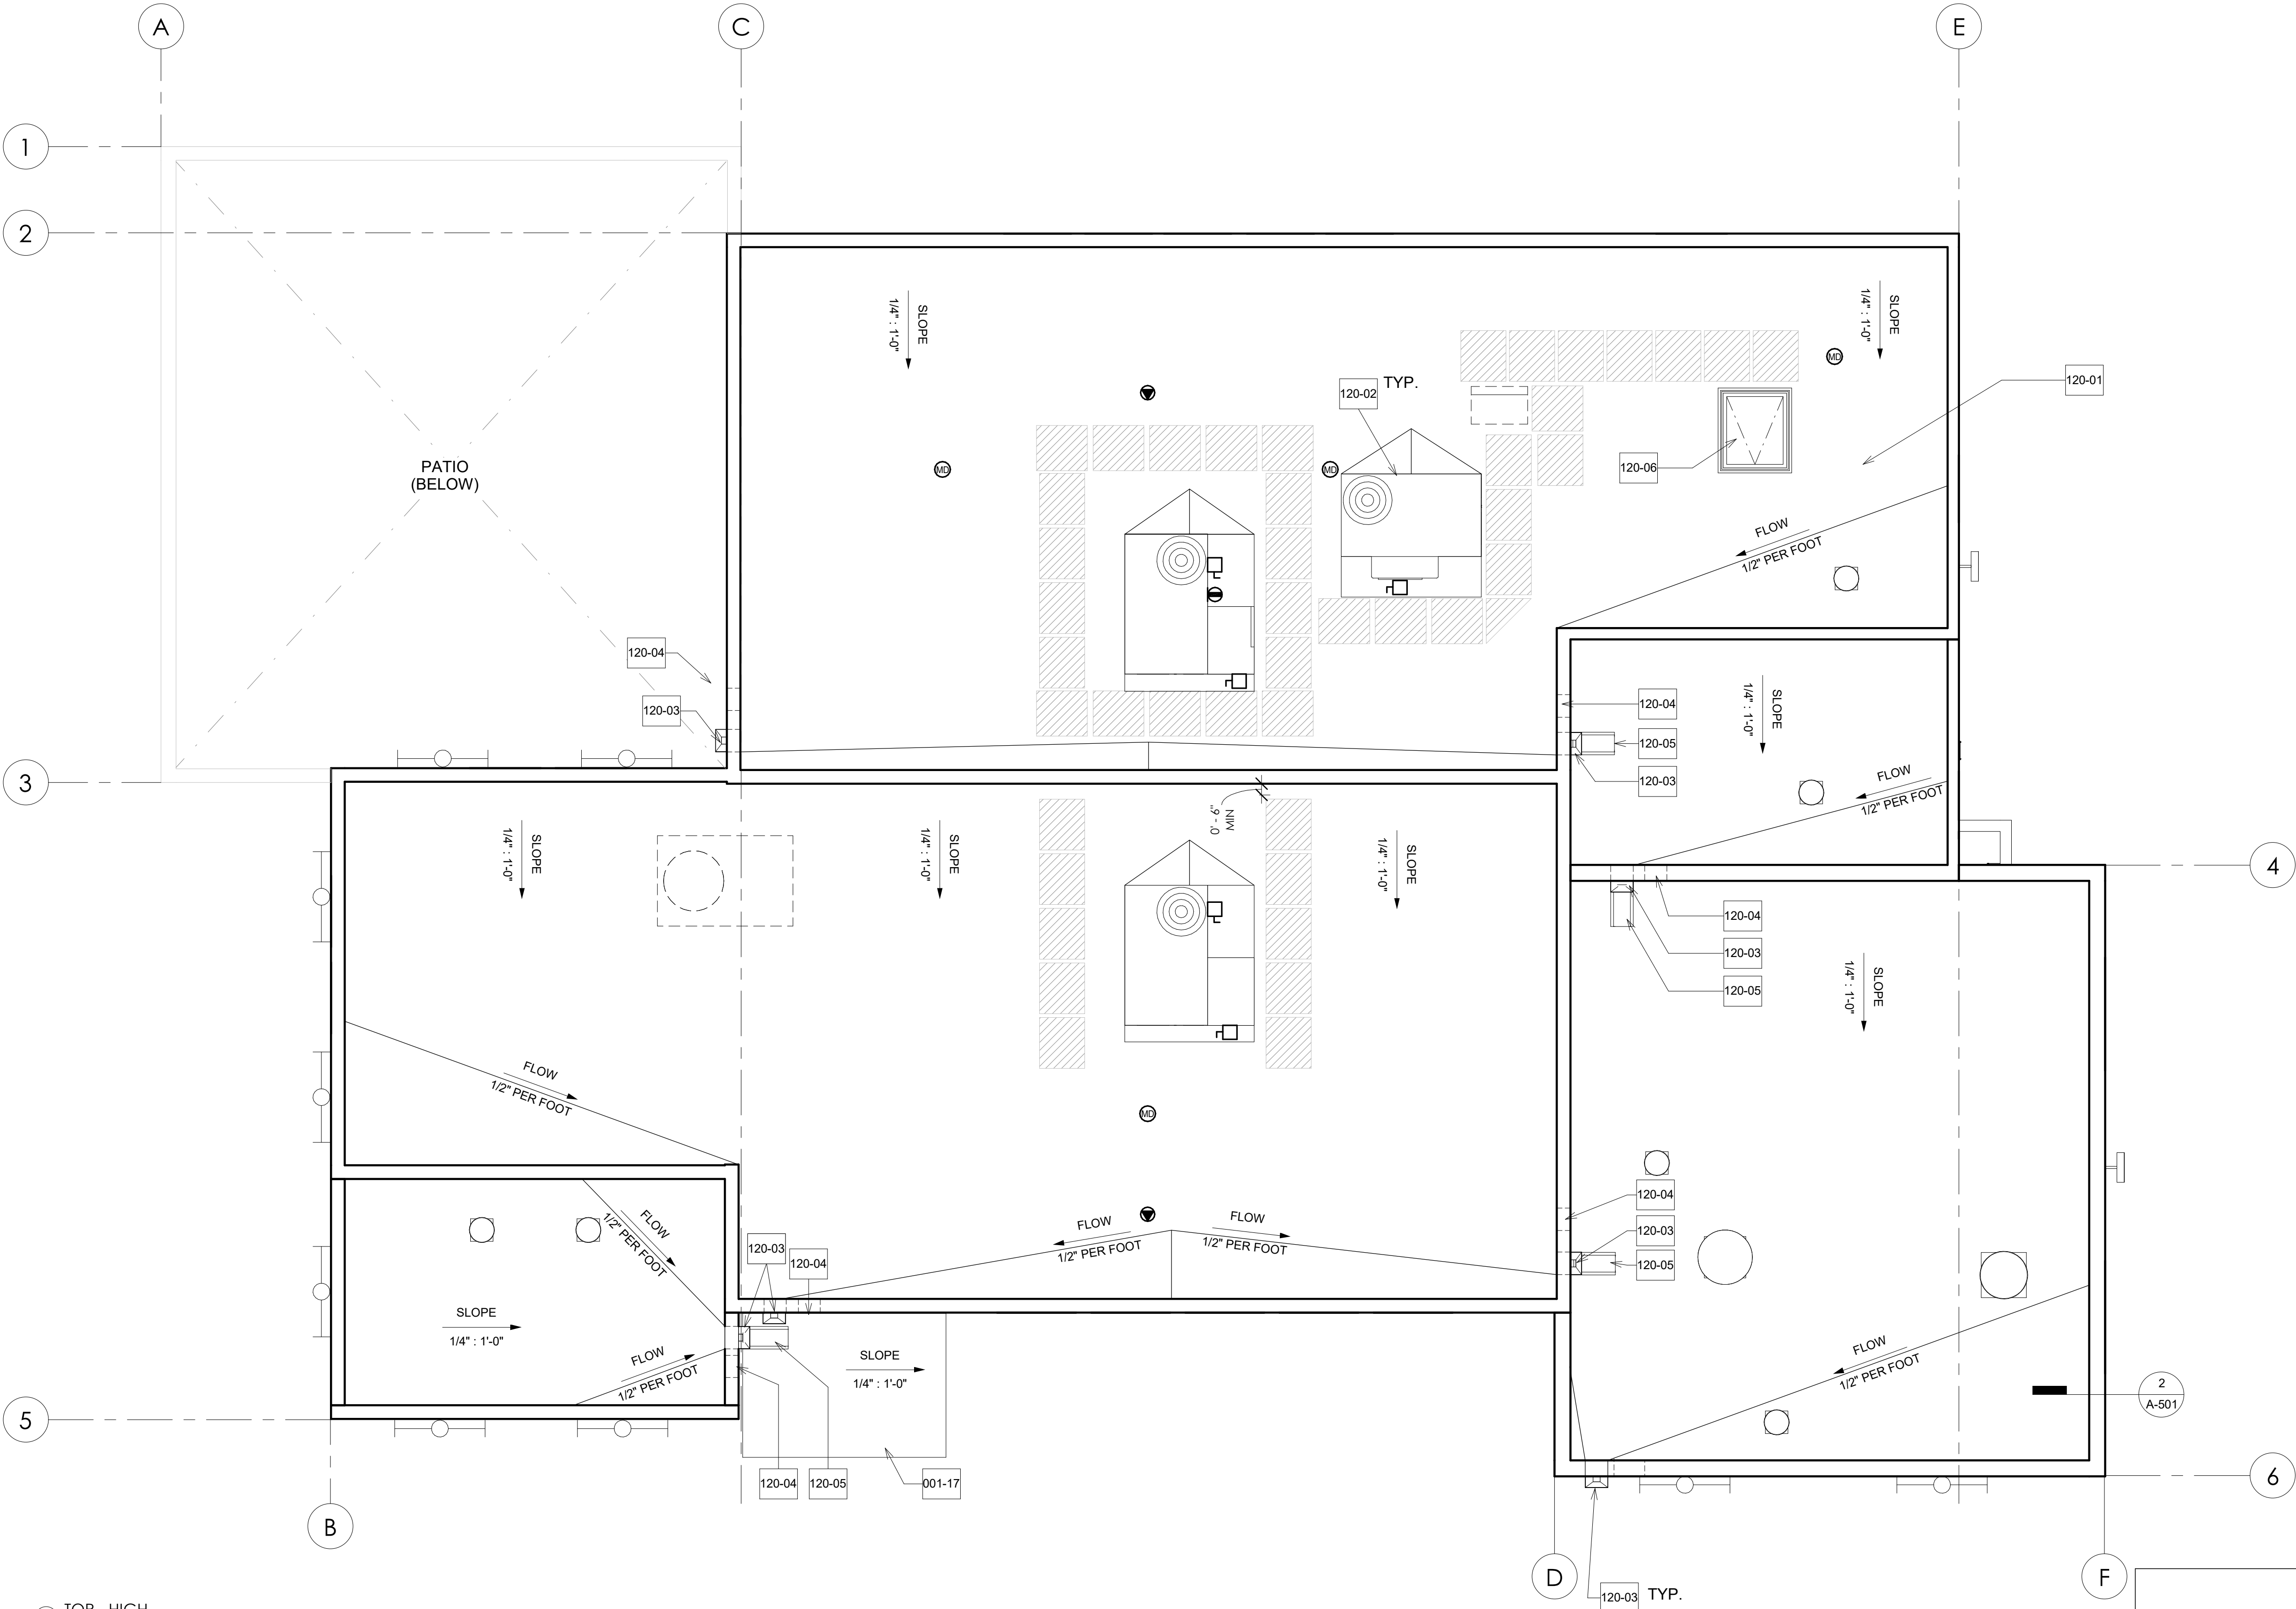 A
C
E
1
2
SLOPE
1/4" : 1'-0"
SLOPE
1/4" : 1'-0"
MD
120-02
TYP.
120-01
PATIO
(BELOW)
MD
MD
120-06
FLOW
1/2" PER FOOT
120-04
120-03
120-04
120-05
120-03
SLOPE
1/4" : 1'-0"
FLOW
1/2" PER FOOT
3
MIN
0' - 6"
SLOPE
1/4" : 1'-0"
SLOPE
1/4" : 1'-0"
SLOPE
1/4" : 1'-0"
4
120-04
120-03
120-05
SLOPE
1/4" : 1'-0"
FLOW
1/2" PER FOOT
MD
FLOW
1/2" PER FOOT
FLOW
1/2" PER FOOT
FLOW
1/2" PER FOOT
120-04
120-03
120-05
120-03
120-04
SLOPE
1/4" : 1'-0"
FLOW
1/2" PER FOOT
SLOPE
1/4" : 1'-0"
FLOW
1/2" PER FOOT
2
A-501
5
120-04
120-05
001-17
6
B
D
F
120-03
TYP.
TOP - HIGH